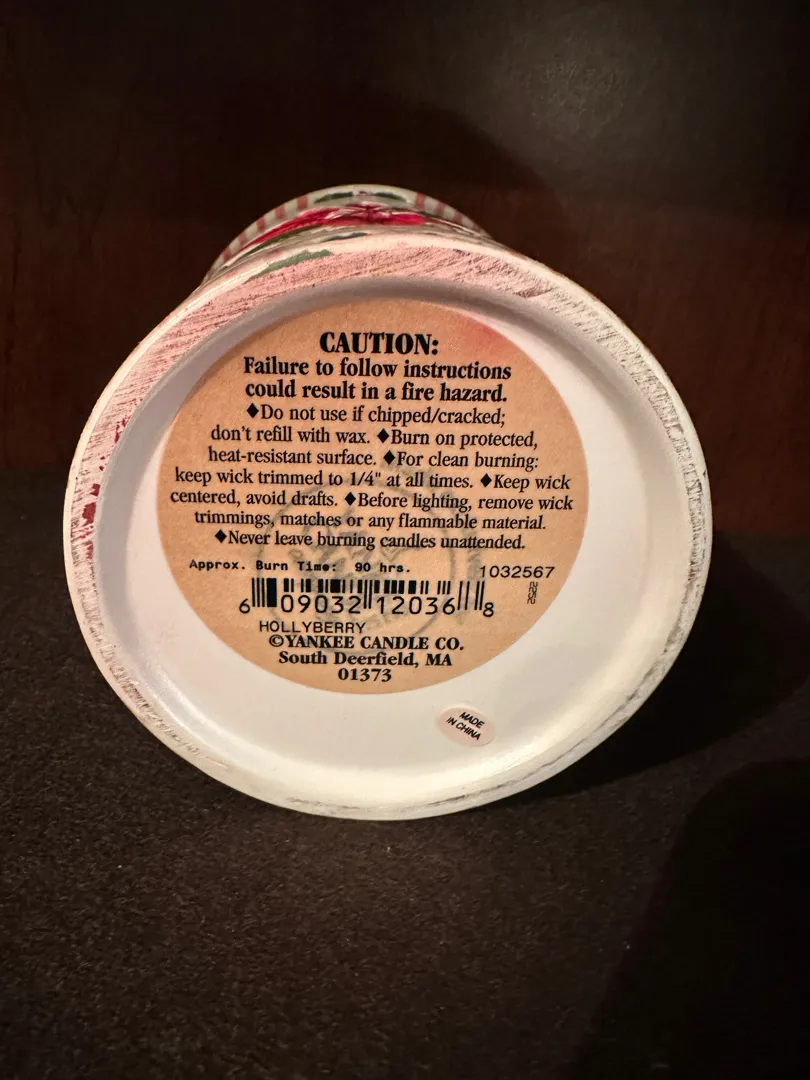 CAUTION:
Failure to follow instructions
could result in a fire hazard.
♦Do not use if chipped/cracked;
don't refill with wax. ♦Burn on protected,
heat-resistant surface. ♦For clean burning:
keep wick trimmed to 1/4" at all times. ♦Keep wick
centered, avoid drafts. ♦Before lighting, remove wick
trimmings, matches or any flammable material.
♦Never leave burning candles unattended.
Approx. Burn Time: 90 hrs.
1032567
6 09032 12036 8
HOLLYBERRY
©YANKEE CANDLE CO.
South Deerfield, MA
01373
MADE
IN CHINA